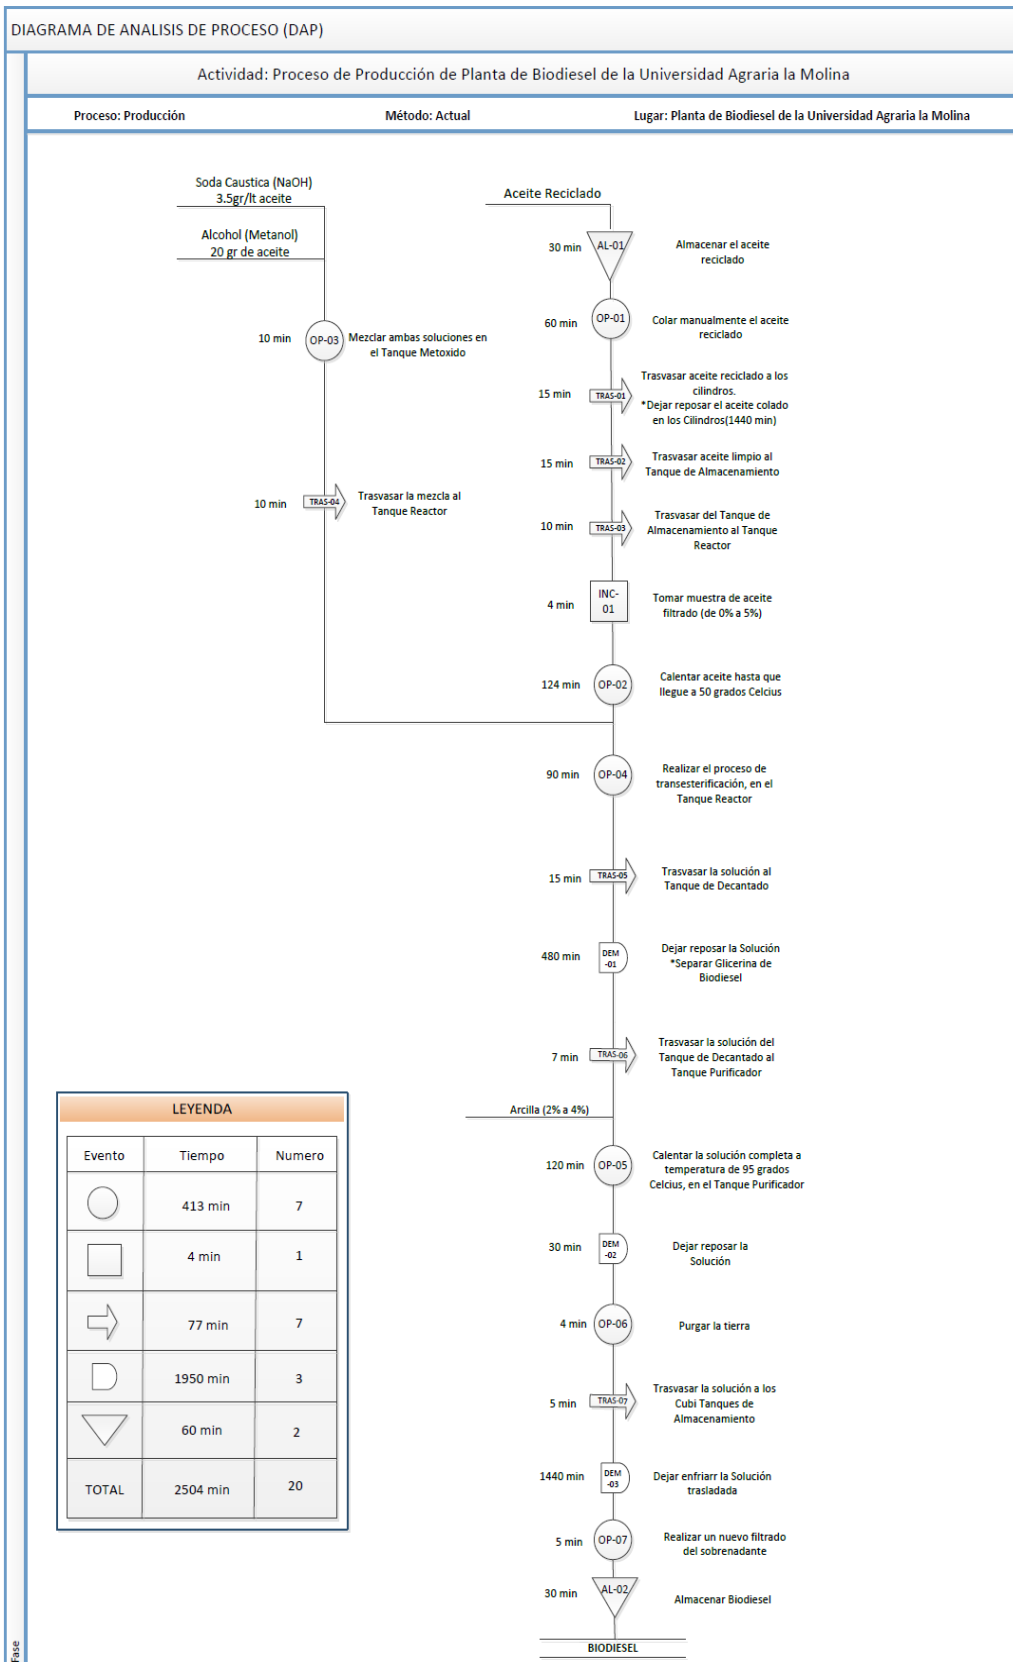 DIAGRAMA DE ANALISIS DE PROCESO (DAP)
Actividad: Proceso de Producción de Planta de Biodiesel de la Universidad Agraria la Molina
Proceso: Producción
Método: Actual
Lugar: Planta de Biodiesel de la Universidad Agraria la Molina
Soda Caustica (NaOH)
3.5gr/lt aceite
Alcohol (Metanol)
20 gr de aceite
10 min
OP-03
Mezclar ambas soluciones en
el Tanque Metoxido
10 min
TRAS-04
Trasvasar la mezcla al
Tanque Reactor
Aceite Reciclado
30 min
AL-01
Almacenar el aceite
reciclado
60 min
OP-01
Colar manualmente el aceite
reciclado
15 min
TRAS-01
Trasvasar aceite reciclado a los
cilindros.
*Dejar reposar el aceite colado
en los Cilindros(1440 min)
15 min
TRAS-02
Trasvasar aceite limpio al
Tanque de Almacenamiento
10 min
TRAS-03
Trasvasar del Tanque de
Almacenamiento al Tanque
Reactor
4 min
INC-
01
Tomar muestra de aceite
filtrado (de 0% a 5%)
124 min
OP-02
Calentar aceite hasta que
llegue a 50 grados Celcius
90 min
OP-04
Realizar el proceso de
transesterificación, en el
Tanque Reactor
15 min
TRAS-05
Trasvasar la solución al
Tanque de Decantado
480 min
DEM
-01
Dejar reposar la Solución
*Separar Glicerina de
Biodiesel
7 min
TRAS-06
Trasvasar la solución del
Tanque de Decantado al
Tanque Purificador
Arcilla (2% a 4%)
120 min
OP-05
Calentar la solución completa a
temperatura de 95 grados
Celcius, en el Tanque Purificador
30 min
DEM
-02
Dejar reposar la
Solución
4 min
OP-06
Purgar la tierra
5 min
TRAS-07
Trasvasar la solución a los
Cubi Tanques de
Almacenamiento
1440 min
DEM
-03
Dejar enfriarr la Solución
trasladada
5 min
OP-07
Realizar un nuevo filtrado
del sobrenadante
30 min
AL-02
Almacenar Biodiesel
BIODIESEL
LEYENDA
Evento Tiempo Numero
413 min 7
4 min 1
77 min 7
1950 min 3
60 min 2
TOTAL 2504 min 20
Fase